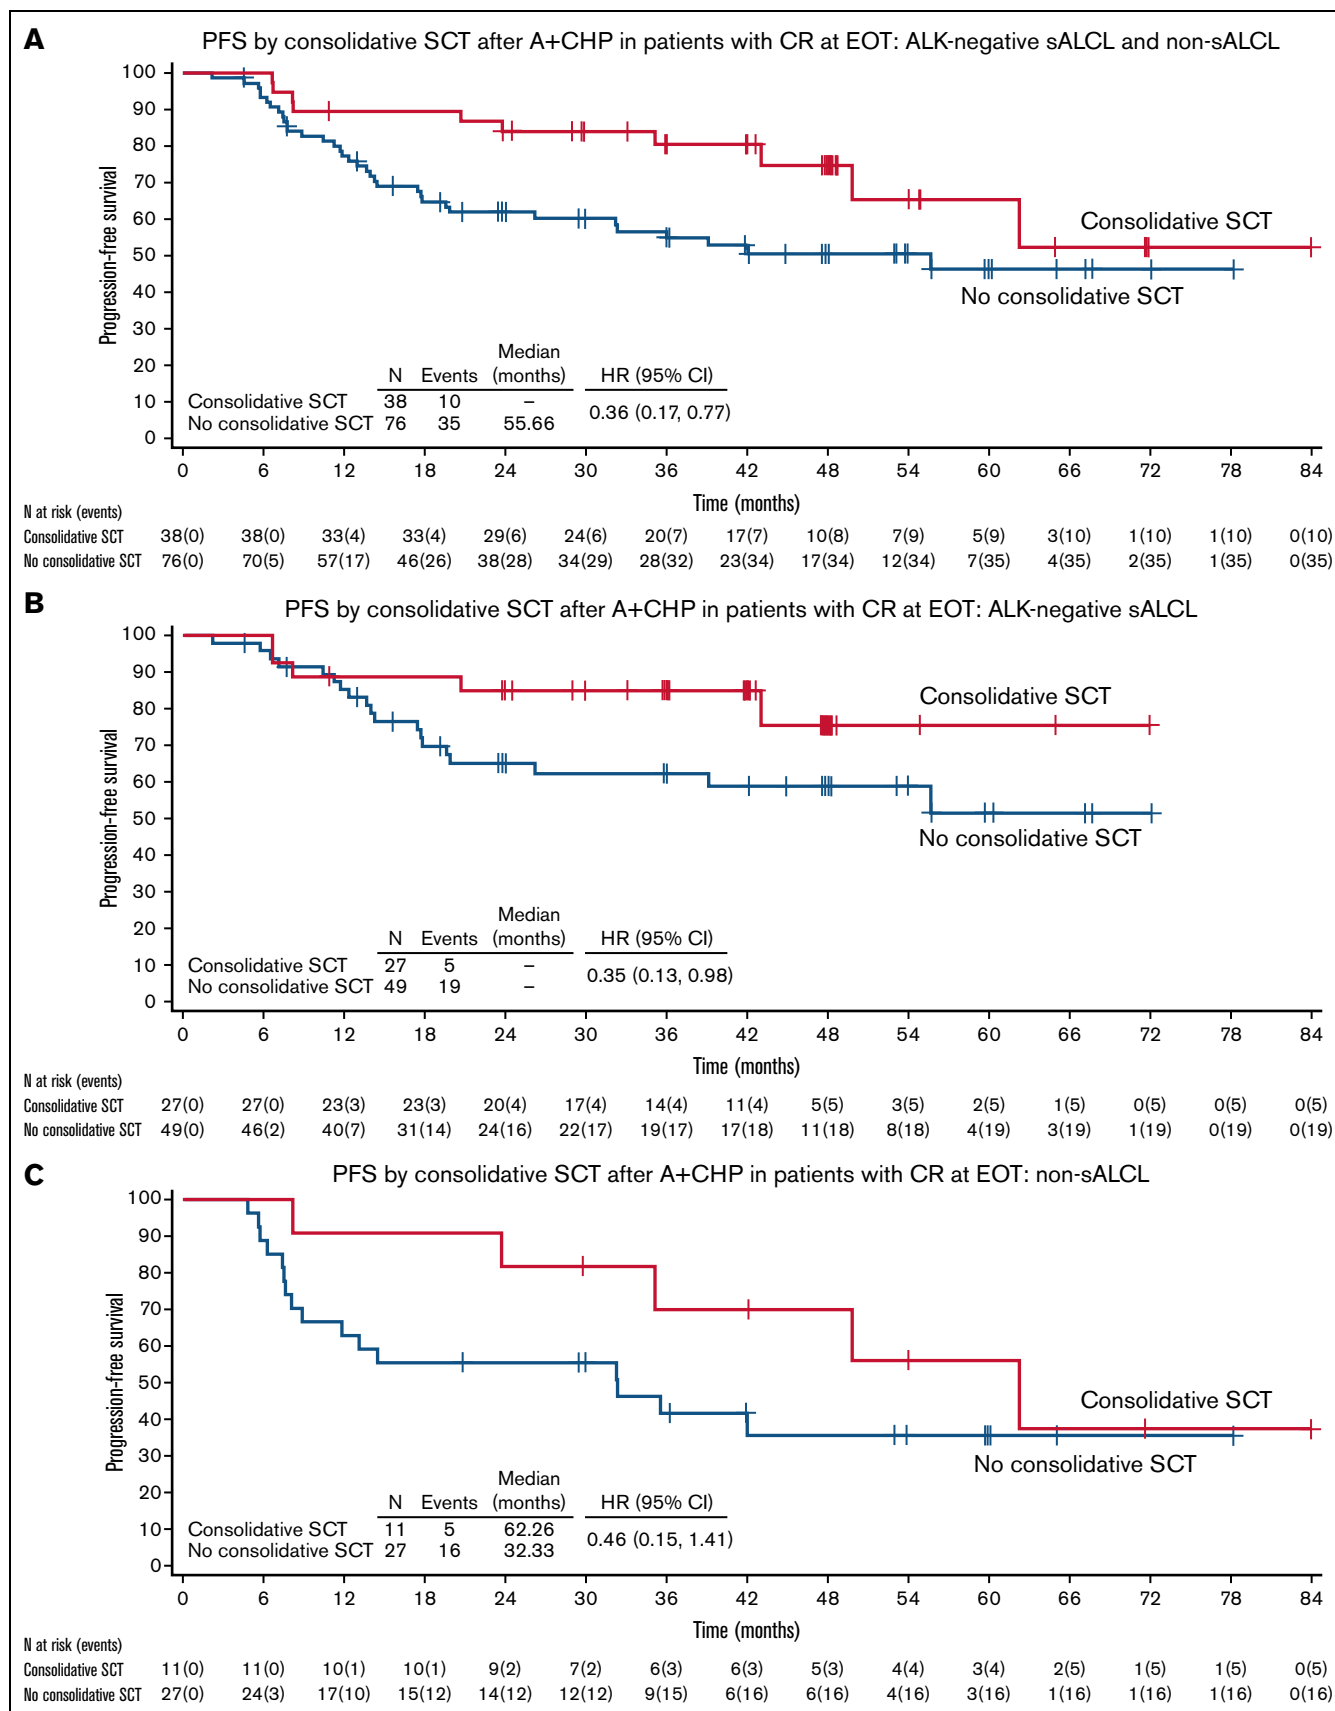 A
PFS by consolidative SCT after A+CHP in patients with CR at EOT: ALK-negative sALCL and non-sALCL
100
90
80
70
60
50
40
30
20
10
0
Progression-free survival
Consolidative SCT
No consolidative SCT
Median
N Events (months) HR (95% CI)
Consolidative SCT 38 10 – 0.36 (0.17, 0.77)
No consolidative SCT 76 35 55.66
0 6 12 18 24 30 36 42 48 54 60 66 72 78 84
Time (months)
N at risk (events)
Consolidative SCT 38(0) 38(0) 33(4) 33(4) 29(6) 24(6) 20(7) 17(7) 10(8) 7(9) 5(9) 3(10) 1(10) 1(10) 0(10)
No consolidative SCT 76(0) 70(5) 57(17) 46(26) 38(28) 34(29) 28(32) 23(34) 17(34) 12(34) 7(35) 4(35) 2(35) 1(35) 0(35)
B
PFS by consolidative SCT after A+CHP in patients with CR at EOT: ALK-negative sALCL
100
90
80
70
60
50
40
30
20
10
0
Progression-free survival
Consolidative SCT
No consolidative SCT
Median
N Events (months) HR (95% CI)
Consolidative SCT 27 5 – 0.35 (0.13, 0.98)
No consolidative SCT 49 19 –
0 6 12 18 24 30 36 42 48 54 60 66 72 78 84
Time (months)
N at risk (events)
Consolidative SCT 27(0) 27(0) 23(3) 23(3) 20(4) 17(4) 14(4) 11(4) 5(5) 3(5) 2(5) 1(5) 0(5) 0(5) 0(5)
No consolidative SCT 49(0) 46(2) 40(7) 31(14) 24(16) 22(17) 19(17) 17(18) 11(18) 8(18) 4(19) 3(19) 1(19) 0(19) 0(19)
C
PFS by consolidative SCT after A+CHP in patients with CR at EOT: non-sALCL
100
90
80
70
60
50
40
30
20
10
0
Progression-free survival
Consolidative SCT
No consolidative SCT
Median
N Events (months) HR (95% CI)
Consolidative SCT 11 5 62.26 0.46 (0.15, 1.41)
No consolidative SCT 27 16 32.33
0 6 12 18 24 30 36 42 48 54 60 66 72 78 84
Time (months)
N at risk (events)
Consolidative SCT 11(0) 11(0) 10(1) 10(1) 9(2) 7(2) 6(3) 6(3) 5(3) 4(4) 3(4) 2(5) 1(5) 1(5) 0(5)
No consolidative SCT 27(0) 24(3) 17(10) 15(12) 14(12) 12(12) 9(15) 6(16) 6(16) 4(16) 3(16) 1(16) 1(16) 1(16) 0(16)